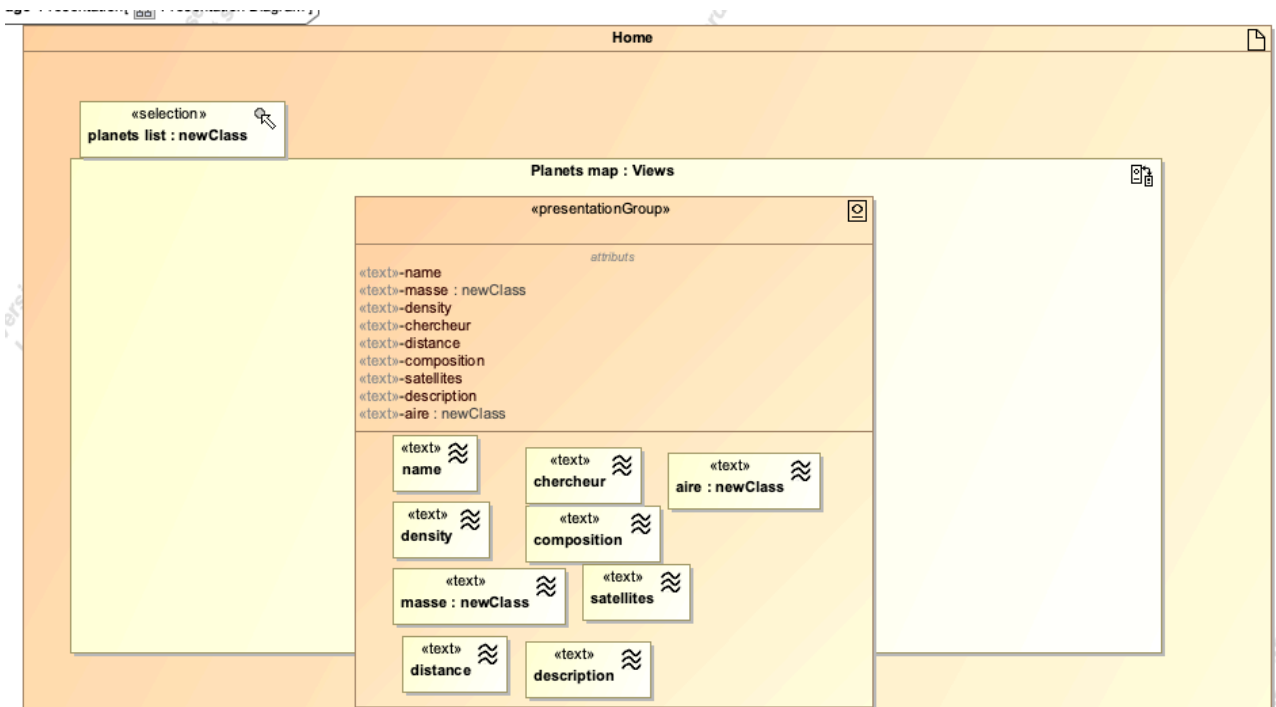 Home
«selection»
planets list : newClass
Planets map : Views
«presentationGroup»
attributs
«text»-name
«text»-masse : newClass
«text»-density
«text»-chercheur
«text»-distance
«text»-composition
«text»-satellites
«text»-description
«text»-aire : newClass
«text»
name
«text»
chercheur
«text»
aire : newClass
«text»
density
«text»
composition
«text»
masse : newClass
«text»
satellites
«text»
distance
«text»
description